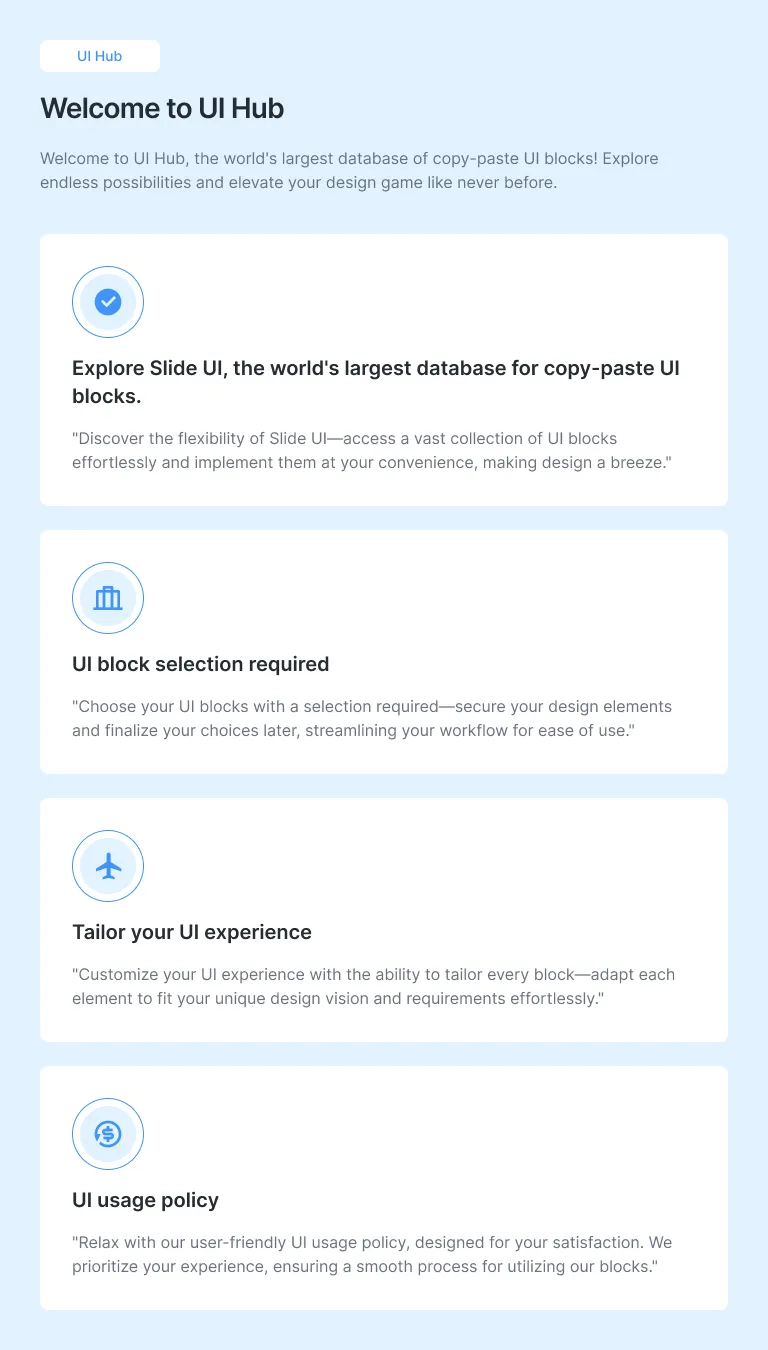 UI Hub
Welcome to UI Hub
Welcome to UI Hub, the world's largest database of copy-paste UI blocks! Explore
endless possibilities and elevate your design game like never before.
Explore Slide UI, the world's largest database for copy-paste UI
blocks.
"Discover the flexibility of Slide UI—access a vast collection of UI blocks
effortlessly and implement them at your convenience, making design a breeze."
UI block selection required
"Choose your UI blocks with a selection required—secure your design elements
and finalize your choices later, streamlining your workflow for ease of use."
Tailor your UI experience
"Customize your UI experience with the ability to tailor every block—adapt each
element to fit your unique design vision and requirements effortlessly."
UI usage policy
"Relax with our user-friendly UI usage policy, designed for your satisfaction. We
prioritize your experience, ensuring a smooth process for utilizing our blocks."